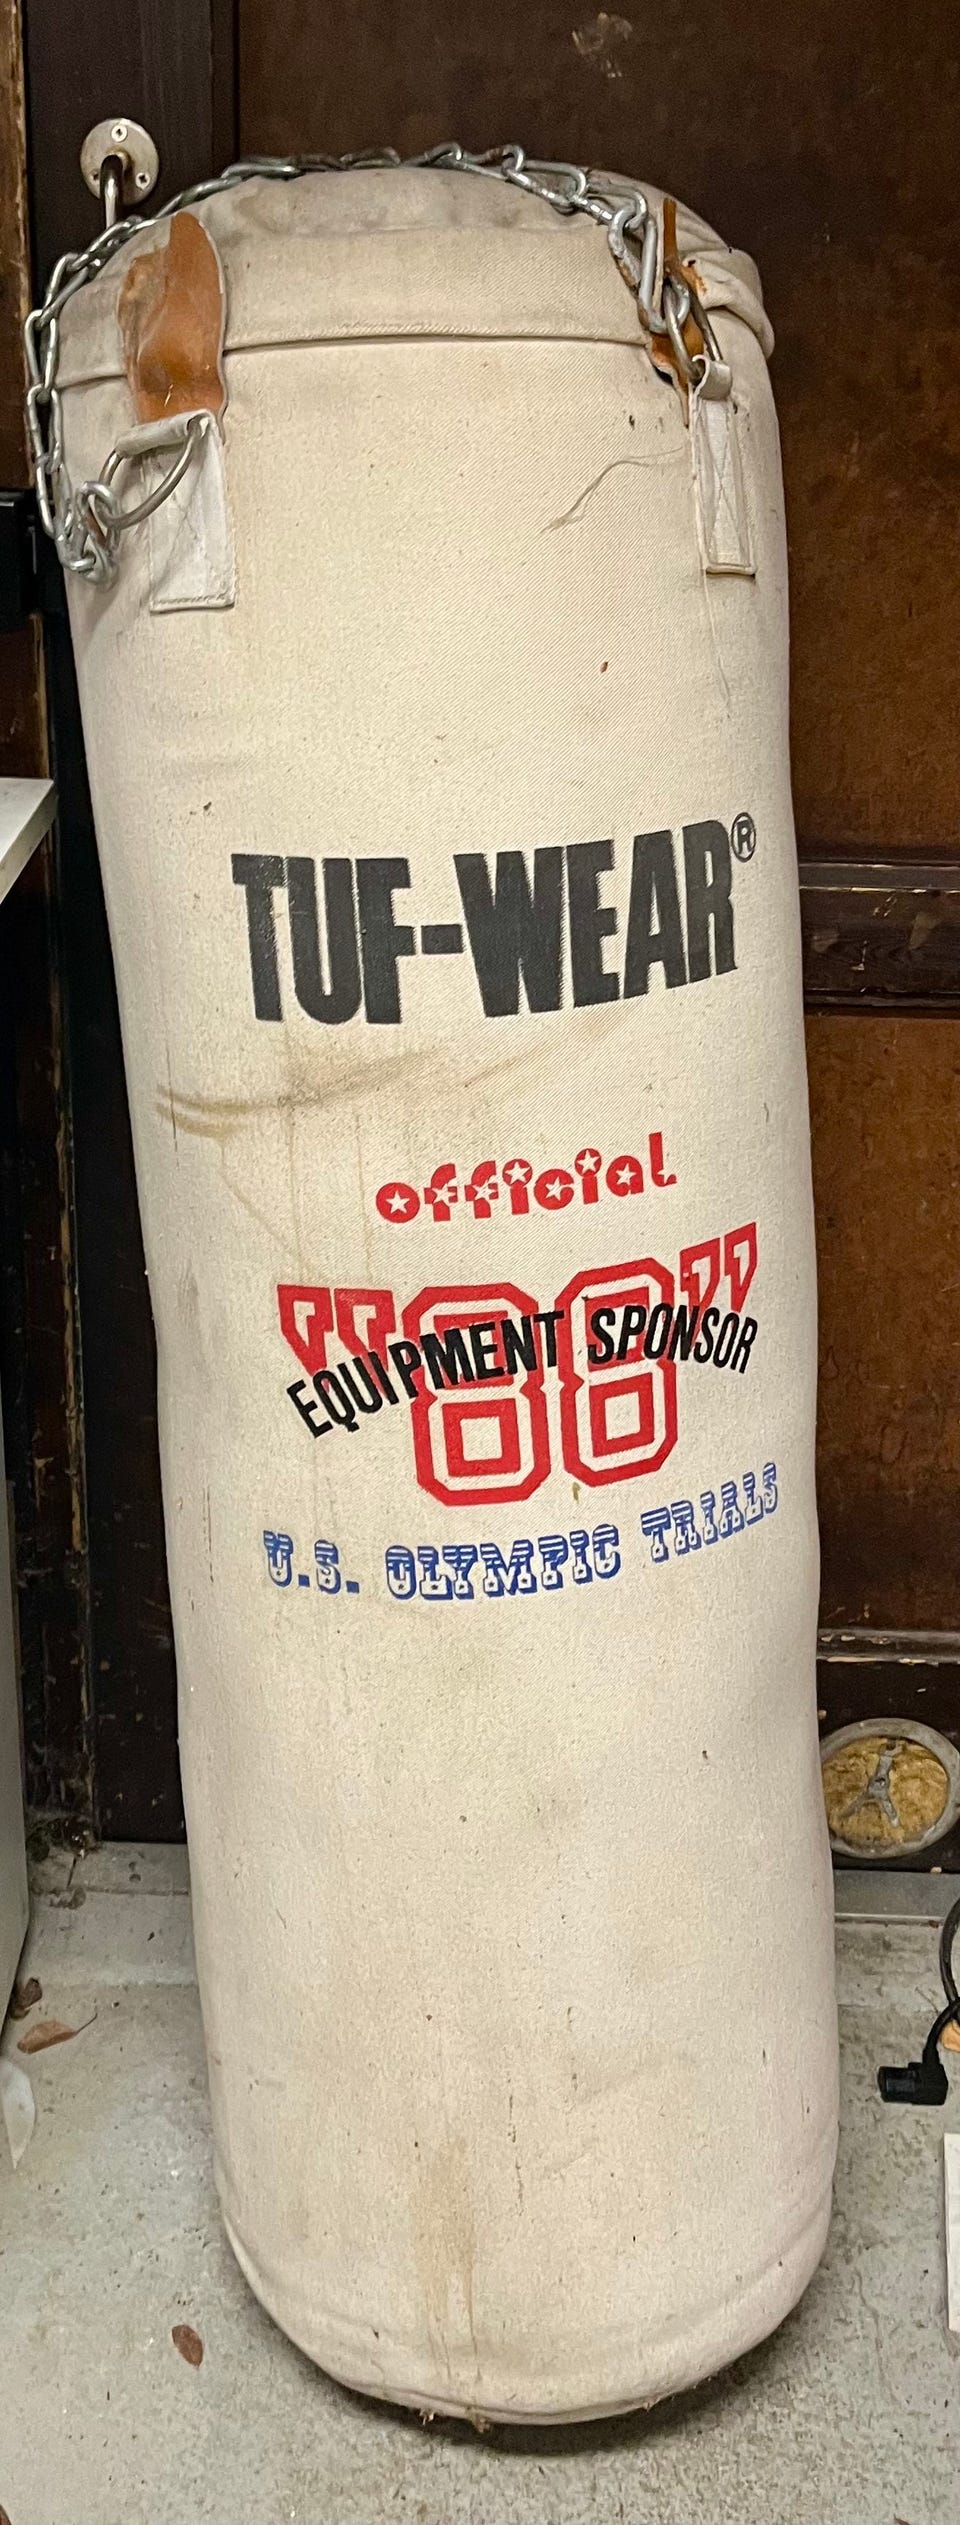 TUF-WEAR®
official
"88"
EQUIPMENT SPONSOR
U.S. OLYMPIC TRIALS